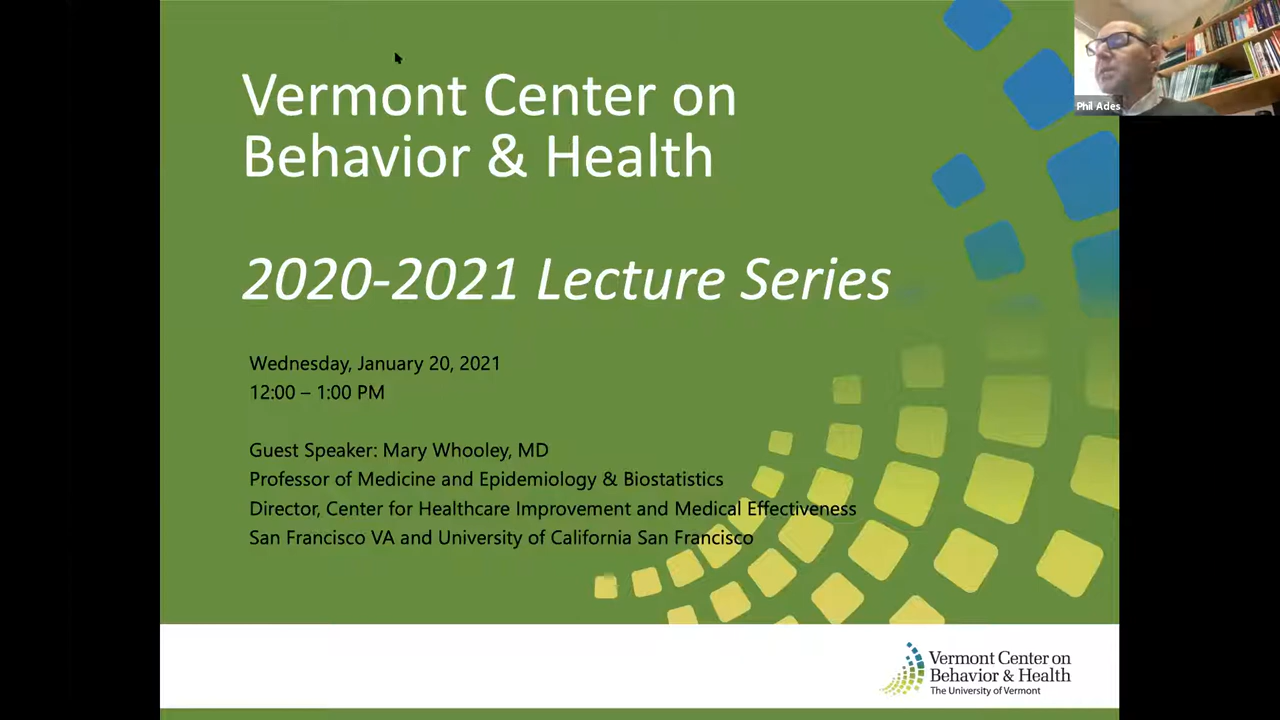 Vermont Center on
Behavior & Health
2020-2021 Lecture Series
Wednesday, January 20, 2021
12:00 – 1:00 PM
Guest Speaker: Mary Whooley, MD
Professor of Medicine and Epidemiology & Biostatistics
Director, Center for Healthcare Improvement and Medical Effectiveness
San Francisco VA and University of California San Francisco
Phil Ades
Vermont Center on
Behavior & Health
The University of Vermont